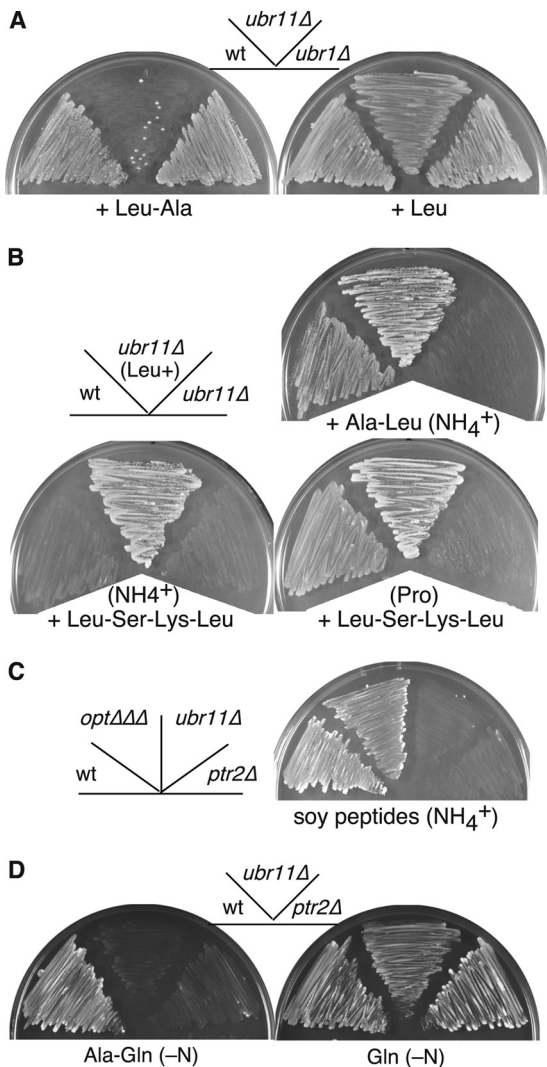 A
ubr11Δ
wt
ubr1Δ
+ Leu-Ala
+ Leu
B
ubr11Δ
(Leu+)
wt
ubr11Δ
+ Ala-Leu (NH4+)
(NH4+)
+ Leu-Ser-Lys-Leu
(Pro)
+ Leu-Ser-Lys-Leu
C
optΔΔΔ ubr11Δ
wt
ptr2Δ
soy peptides (NH4+)
D
ubr11Δ
wt
ptr2Δ
Ala-Gln (–N)
Gln (–N)